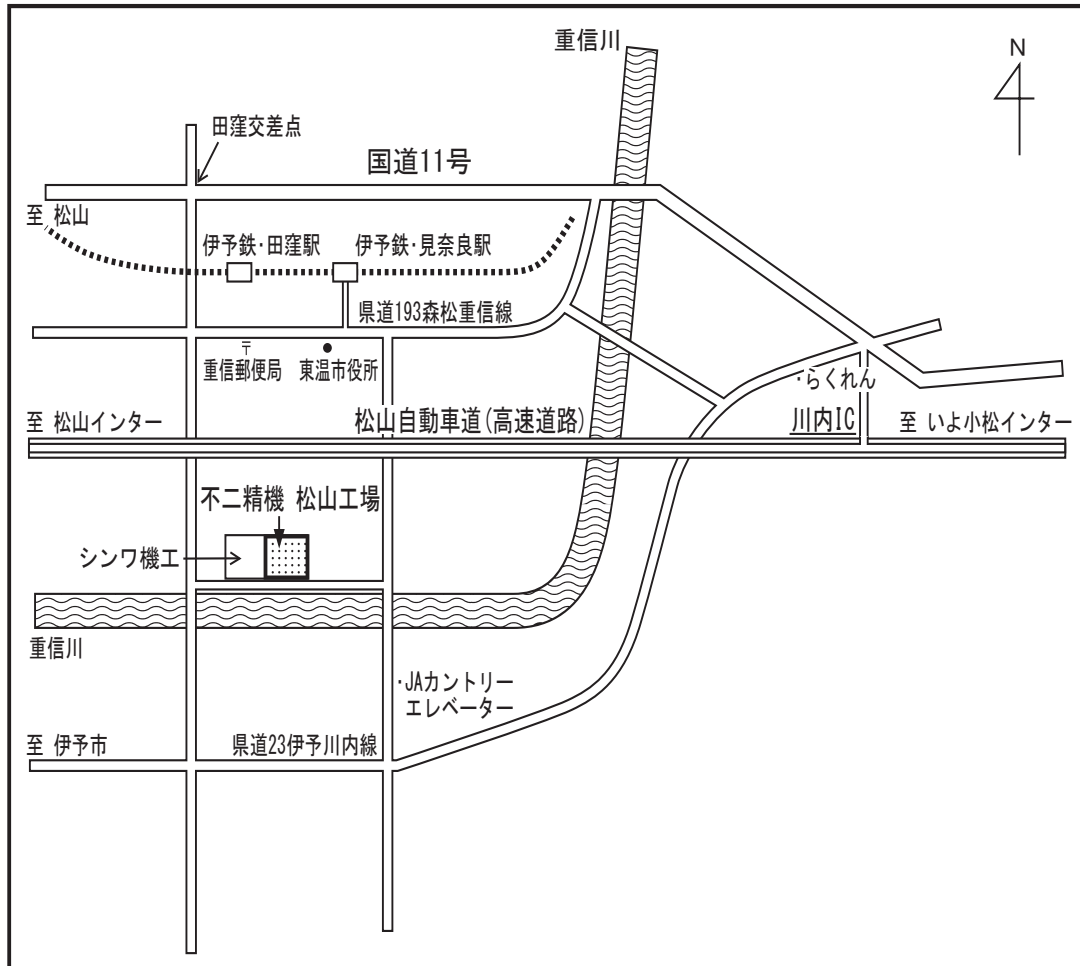 重信川
N
田窪交差点
国道11号
至 松山
伊予鉄・田窪駅
伊予鉄・見奈良駅
県道193森松重信線
〒
重信郵便局
東温市役所
・らくれん
至 松山インター
松山自動車道(高速道路)
川内IC
至 いよ小松インター
不二精機 松山工場
シンワ機工
重信川
・JAカントリー
エレベーター
至 伊予市
県道23伊予川内線